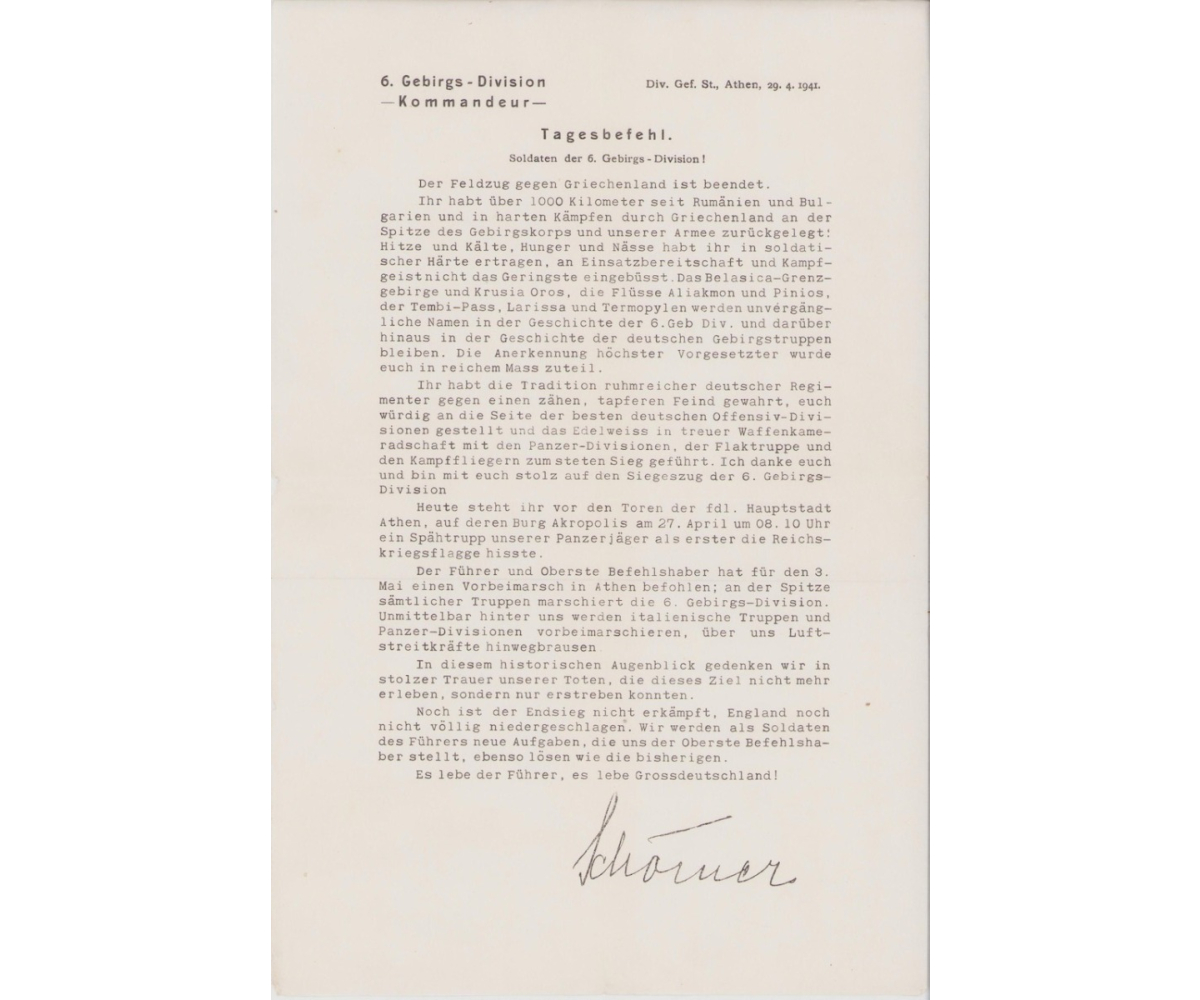 6. Gebirgs-Division
—Kommandeur—
Div. Gef. St., Athen, 29. 4. 1941.
Tagesbefehl.
Soldaten der 6. Gebirgs-Division!
Der Feldzug gegen Griechenland ist beendet.
Ihr habt über 1000 Kilometer seit Rumänien und Bul-
garien und in harten Kämpfen durch Griechenland an der
Spitze des Gebirgskorps und unserer Armee zurückgelegt!
Hitze und Kälte, Hunger und Nässe habt ihr in soldati-
scher Härte ertragen, an Einsatzbereitschaft und Kampf-
geist nicht das Geringste eingebüsst. Das Belasica-Grenz-
gebirge und Krusia Oros, die Flüsse Aliakmon und Pinios,
der Tembi-Pass, Larissa und Termopylen werden unvérgäng-
liche Namen in der Geschichte der 6.Geb Div. und darüber
hinaus in der Geschichte der deutschen Gebirgstruppen
bleiben. Die Anerkennung höchster Vorgesetzter wurde
euch in reichem Mass zuteil.
Ihr habt die Tradition ruhmreicher deutscher Regi-
menter gegen einen zähen, tapferen Feind gewahrt, euch
würdig an die Seite der besten deutschen Offensiv-Divi-
sionen gestellt und das Edelweiss in treuer Waffenkame-
radschaft mit den Panzer-Divisionen, der Flaktruppe und
den Kampffliegern zum steten Sieg geführt. Ich danke euch
und bin mit euch stolz auf den Siegeszug der 6. Gebirgs-
Division
Heute steht ihr vor den Toren der fdl. Hauptstadt
Athen, auf deren Burg Akropolis am 27. April um 08.10 Uhr
ein Spähtrupp unserer Panzerjäger als erster die Reichs-
kriegsflagge hisste.
Der Führer und Oberste Befehlshaber hat für den 3.
Mai einen Vorbeimarsch in Athen befohlen; an der Spitze
sämtlicher Truppen marschiert die 6. Gebirgs-Division.
Unmittelbar hinter uns werden italienische Truppen und
Panzer-Divisionen vorbeimarschieren, über uns Luft-
streitkräfte hinwegbrausen
In diesem historischen Augenblick gedenken wir in
stolzer Trauer unserer Toten, die dieses Ziel nicht mehr
erleben, sondern nur erstreben konnten.
Noch ist der Endsieg nicht erkämpft, England noch
nicht völlig niedergeschlagen. Wir werden als Soldaten
des Führers neue Aufgaben, die uns der Oberste Befehlsha-
ber stellt, ebenso lösen wie die bisherigen.
Es lebe der Führer, es lebe Grossdeutschland!
Schörner